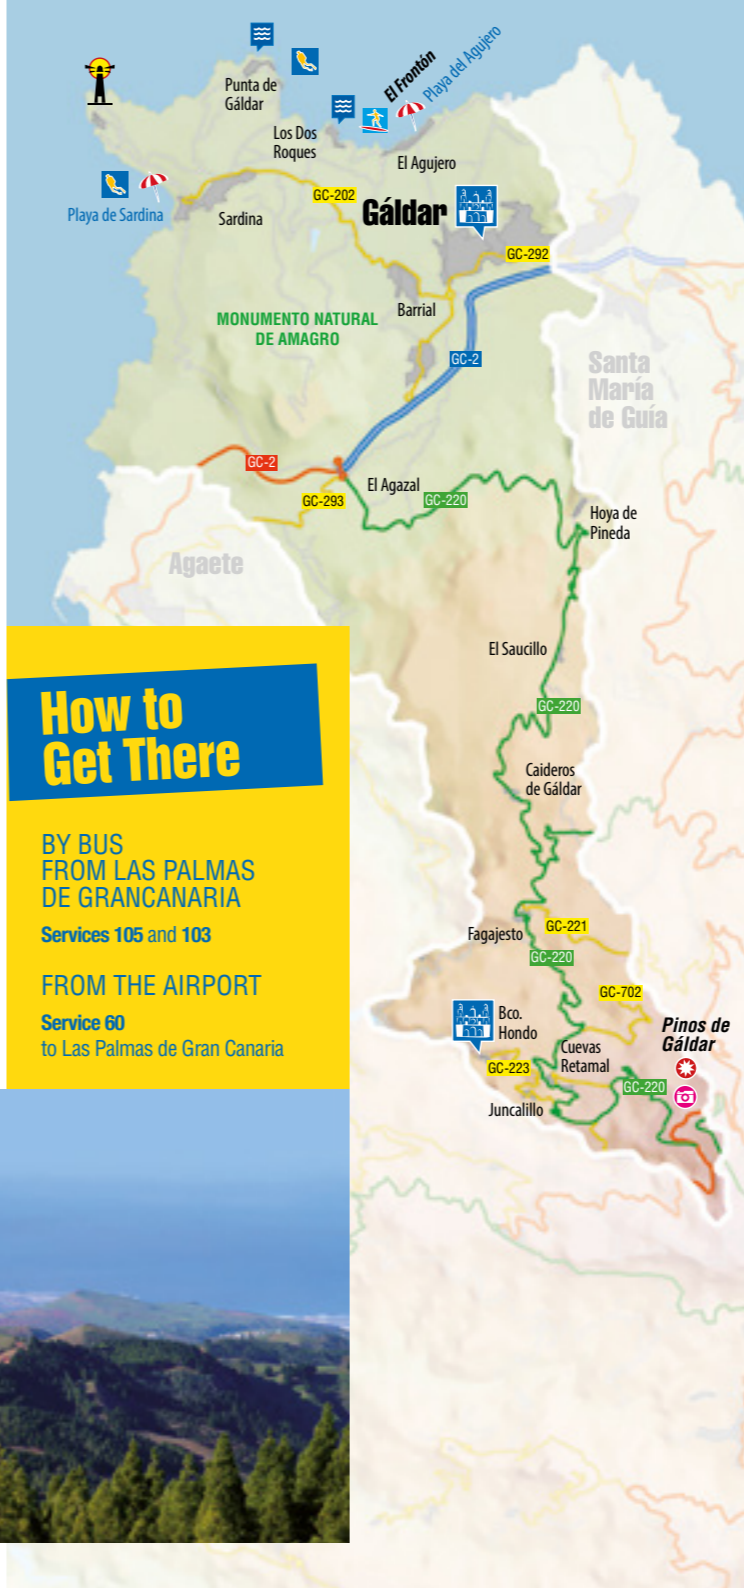 Punta de
Gáldar
El Frontón
Playa del Agujero
Los Dos
Roques
El Agujero
Playa de Sardina
Sardina
GC-202
Gáldar
GC-292
Barrial
MONUMENTO NATURAL
DE AMAGRO
GC-2
Santa
María
de Guía
GC-2
El Agazal
GC-293
GC-220
Hoya de
Pineda
Agaete
El Saucillo
GC-220
How to
Get There
Caideros
de Gáldar
BY BUS
FROM LAS PALMAS
DE GRANCANARIA
Services 105 and 103
FROM THE AIRPORT
Service 60
to Las Palmas de Gran Canaria
Fagajesto
GC-221
GC-220
GC-702
Bco.
Hondo
Pinos de
Gáldar
Cuevas
Retamal
GC-223
GC-220
Juncalillo